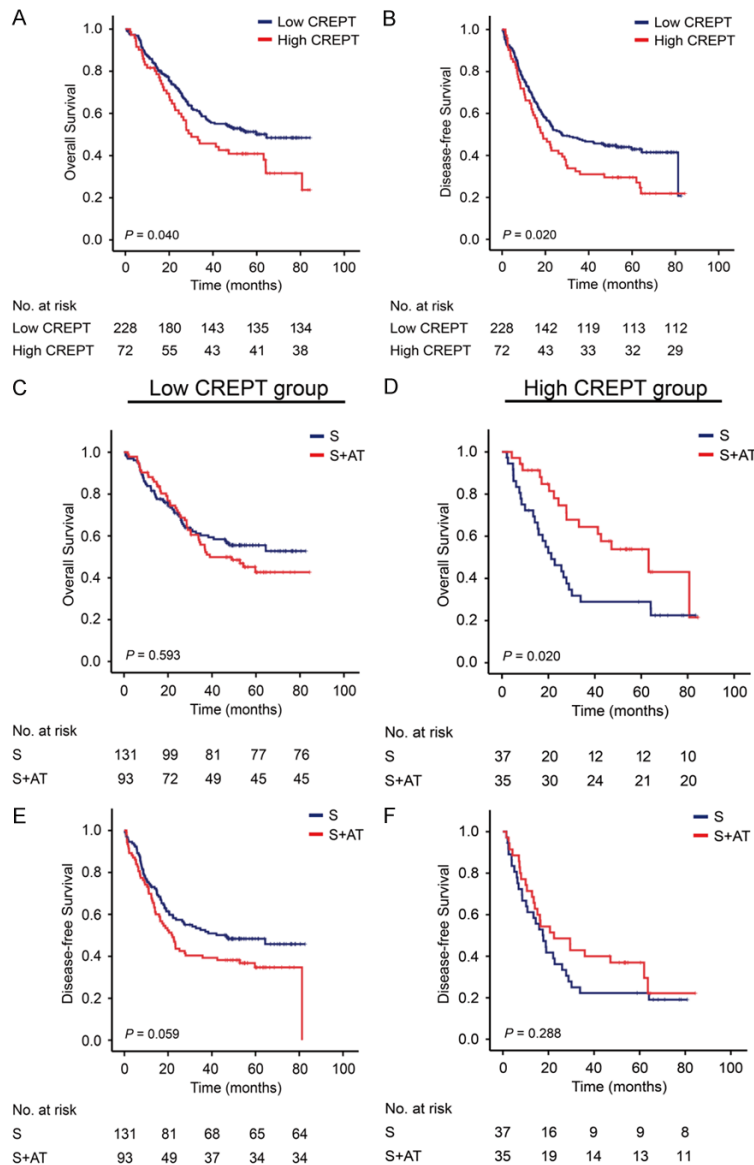 A
Low CREPT
High CREPT
Overall Survival
1.0
0.8
0.6
0.4
0.2
0.0
P = 0.040
0 20 40 60 80 100
Time (months)
No. at risk
Low CREPT 228 180 143 135 134
High CREPT 72 55 43 41 38
B
Low CREPT
High CREPT
Disease-free Survival
1.0
0.8
0.6
0.4
0.2
0.0
P = 0.020
0 20 40 60 80 100
Time (months)
No. at risk
Low CREPT 228 142 119 113 112
High CREPT 72 43 33 32 29
C
Low CREPT group
S
S+AT
Overall Survival
1.0
0.8
0.6
0.4
0.2
0.0
P = 0.593
0 20 40 60 80 100
Time (months)
No. at risk
S 131 99 81 77 76
S+AT 93 72 49 45 45
D
High CREPT group
S
S+AT
Overall Survival
1.0
0.8
0.6
0.4
0.2
0.0
P = 0.020
0 20 40 60 80 100
Time (months)
No. at risk
S 37 20 12 12 10
S+AT 35 30 24 21 20
E
S
S+AT
Disease-free Survival
1.0
0.8
0.6
0.4
0.2
0.0
P = 0.059
0 20 40 60 80 100
Time (months)
No. at risk
S 131 81 68 65 64
S+AT 93 49 37 34 34
F
S
S+AT
Disease-free Survival
1.0
0.8
0.6
0.4
0.2
0.0
P = 0.288
0 20 40 60 80 100
Time (months)
No. at risk
S 37 16 9 9 8
S+AT 35 19 14 13 11